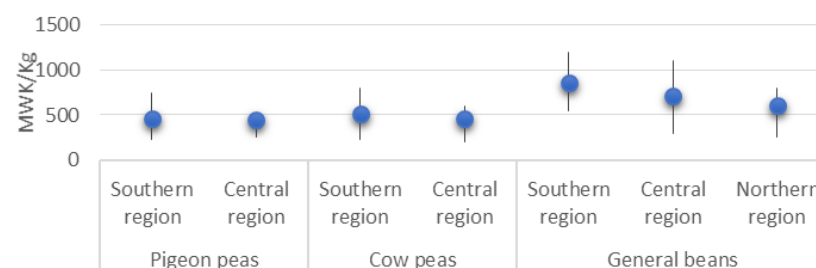 1500
1000
500
0
MWK/Kg
Southern region
Central region
Southern region
Central region
Southern region
Central region
Northern region
Pigeon peas
Cow peas
General beans